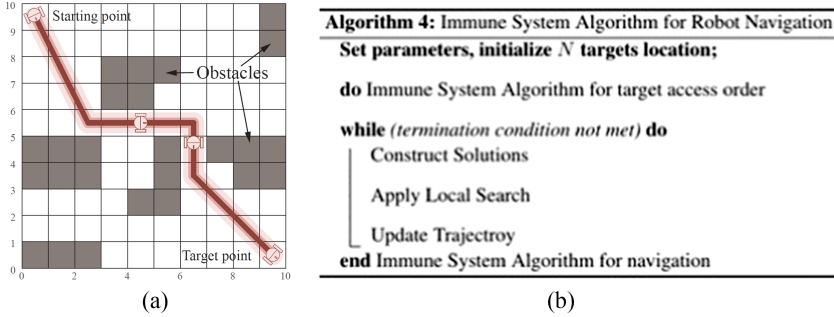 10
9
8
7
6
5
4
3
2
1
0
0 2 4 6 8 10
Starting point
Obstacles
Target point
(a)
Algorithm 4: Immune System Algorithm for Robot Navigation
Set parameters, initialize N targets location;
do Immune System Algorithm for target access order
while (termination condition not met) do
Construct Solutions
Apply Local Search
Update Trajectroy
end Immune System Algorithm for navigation
(b)